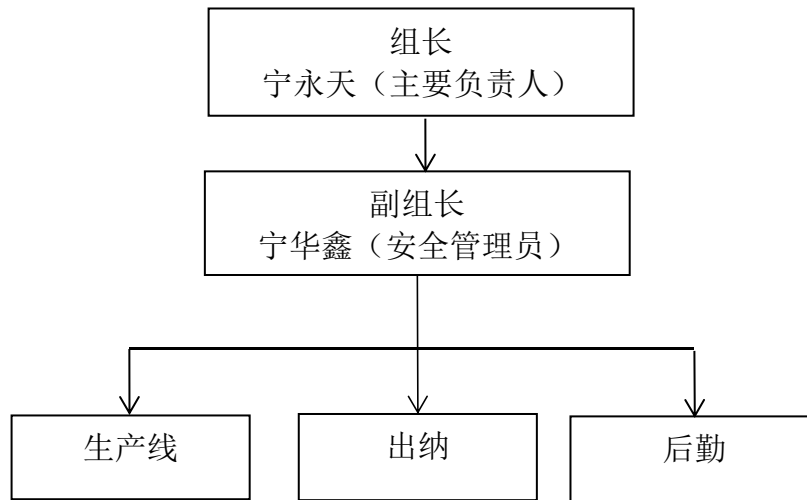 组长
宁永天（主要负责人）
副组长
宁华鑫（安全管理员）
生产线
出纳
后勤